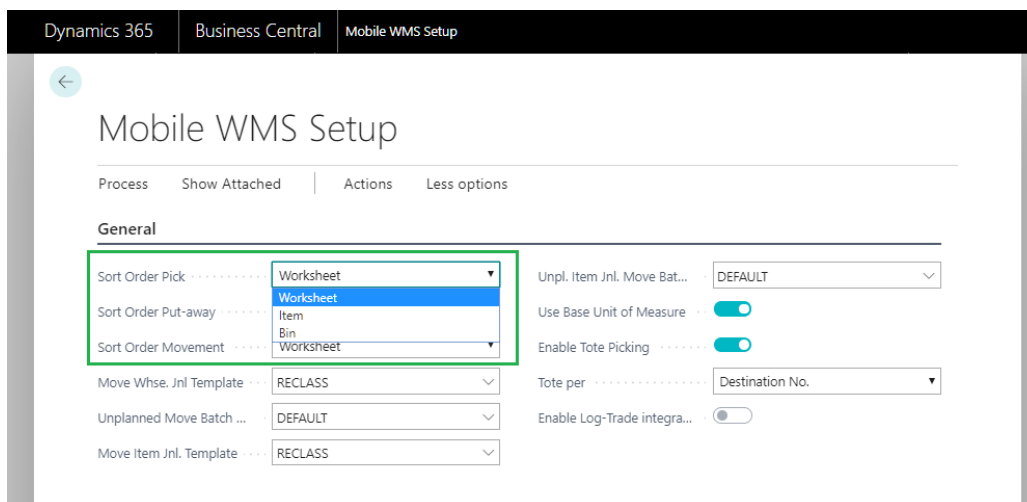 Dynamics 365 Business Central Mobile WMS Setup
Mobile WMS Setup
Process Show Attached Actions Less options
General
Sort Order Pick Worksheet
Worksheet
Item
Bin
Sort Order Put-away
Sort Order Movement Worksheet
Move Whse. Jnl Template RECLASS
Unplanned Move Batch ... DEFAULT
Move Item Jnl. Template RECLASS
Unpl. Item Jnl. Move Bat... DEFAULT
Use Base Unit of Measure
Enable Tote Picking
Tote per Destination No.
Enable Log-Trade integra...